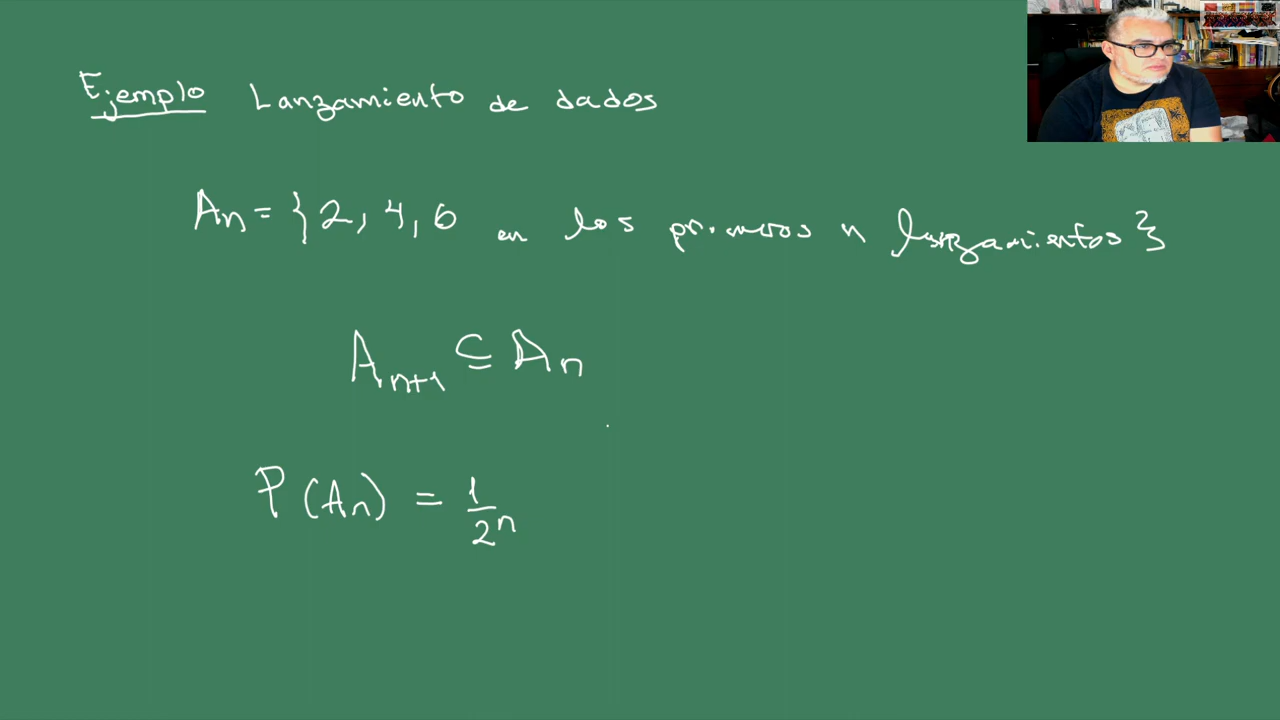 Ejemplo Lanzamiento de dados
An = {2, 4, 6 en los primeros n lanzamientos}
Aₙ₊₁ ⊆ Aₙ
P(An) = 1/2ⁿ